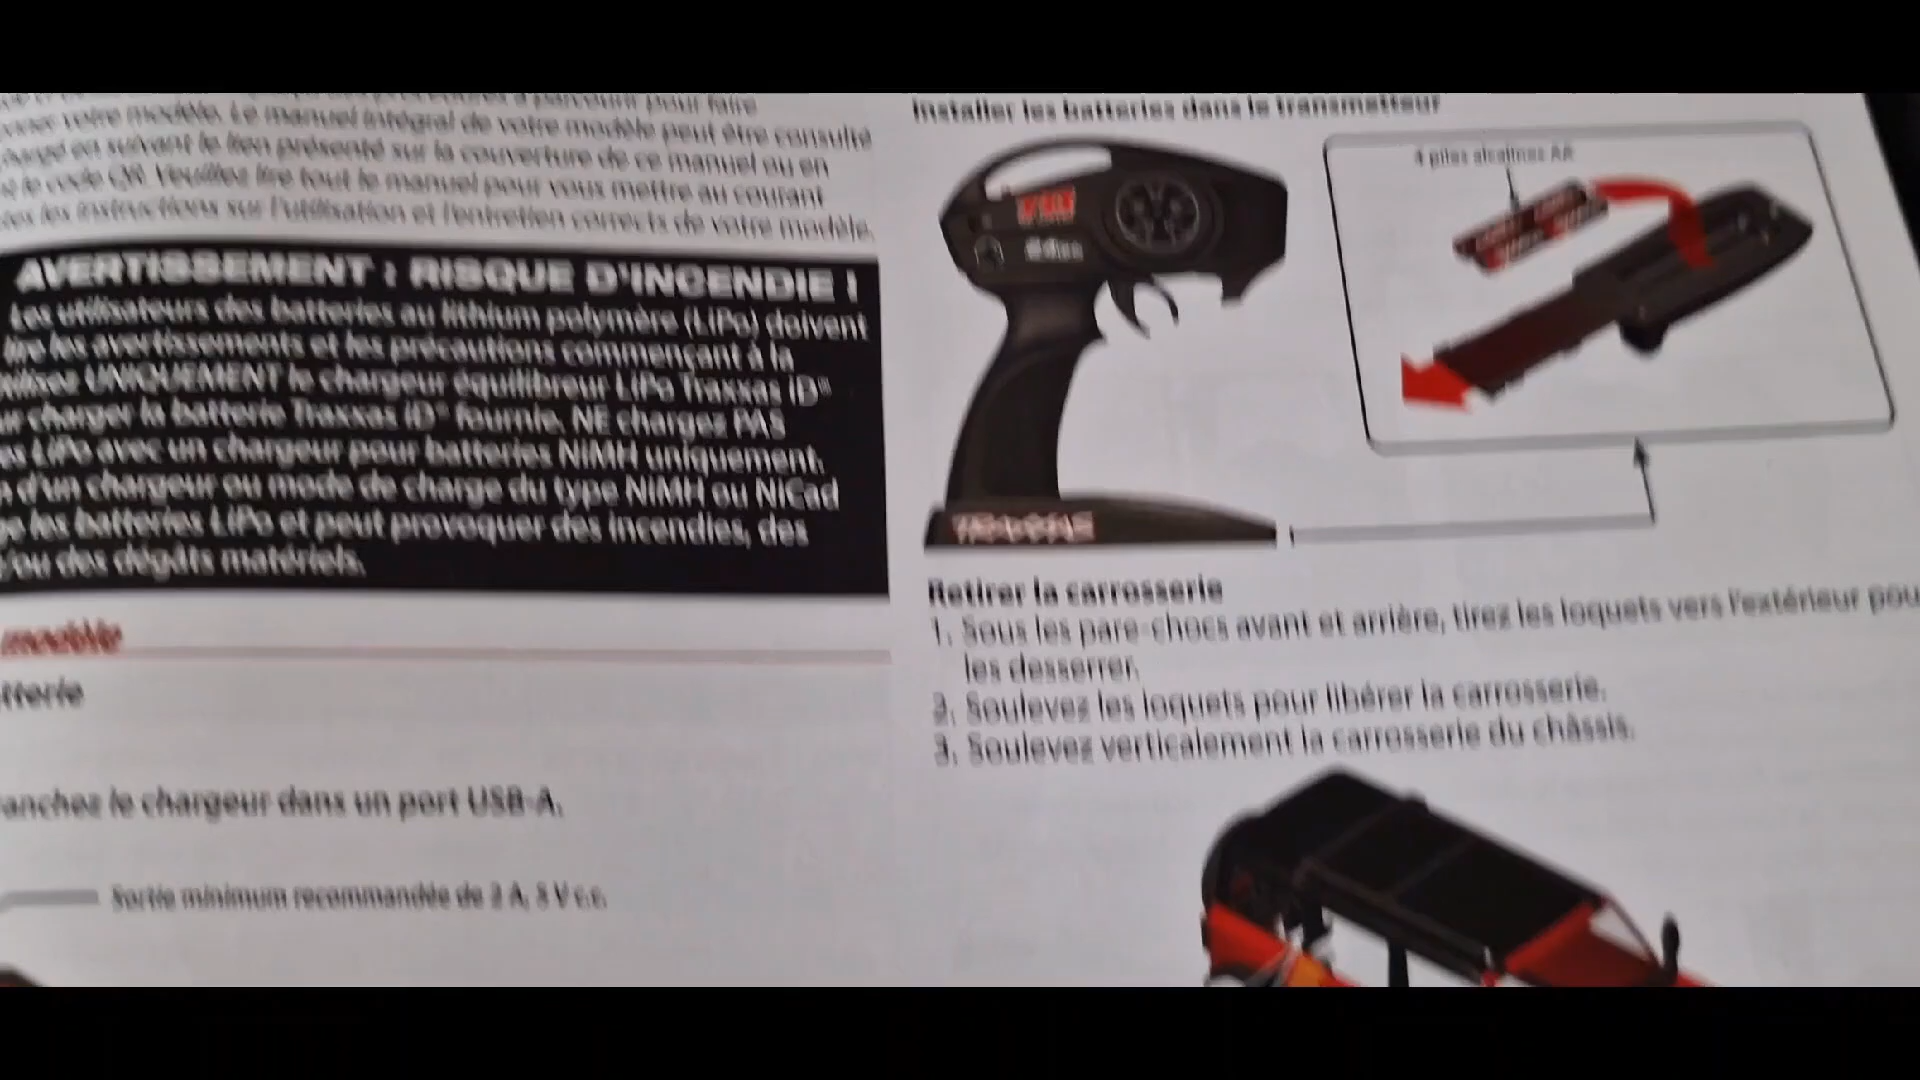 votre modèle. Le manuel intégral de votre modèle peut être consulté
en suivant le lien présenté sur la couverture de ce manuel ou en
le code QR. Veuillez lire tout le manuel pour vous mettre au courant
les instructions sur l'utilisation et l'entretien corrects de votre modèle.
AVERTISSEMENT : RISQUE D'INCENDIE !
Les utilisateurs des batteries au lithium polymère (LiPo) doivent
lire les avertissements et les précautions commençant à la
UNIQUEMENT le chargeur équilibreur LiPo Traxxas iD®
charger la batterie Traxxas iD® fournie. NE chargez PAS
LiPo avec un chargeur pour batteries NiMH uniquement.
d'un chargeur ou mode de charge du type NiMH ou NiCad
les batteries LiPo et peut provoquer des incendies, des
ou des dégâts matériels.
modèle
tterie
anchez le chargeur dans un port USB-A.
Sortie minimum recommandée de 2 A, 5 V c.c.
Installer les batteries dans le transmetteur
4 piles alcalines AA
TRAXXAS
Retirer la carrosserie
1. Sous les pare-chocs avant et arrière, tirez les loquets vers l'extérieur pou
les desserrer.
2. Soulevez les loquets pour libérer la carrosserie.
3. Soulevez verticalement la carrosserie du châssis.